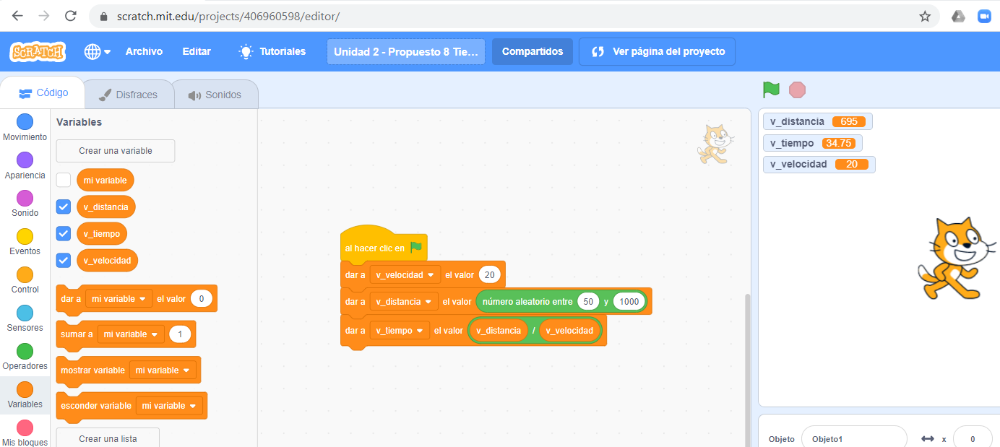 scratch.mit.edu/projects/406960598/editor/
SCRATCH Archivo Editar Tutoriales Unidad 2 - Propuesto 8 Tie... Compartidos Ver página del proyecto
Código Disfraces Sonidos
Movimiento
Apariencia
Sonido
Eventos
Control
Sensores
Operadores
Variables
Mis bloques
Variables
Crear una variable
mi variable
v_distancia
v_tiempo
v_velocidad
dar a mi variable el valor 0
sumar a mi variable 1
mostrar variable mi variable
esconder variable mi variable
Crear una lista
al hacer clic en
dar a v_velocidad el valor 20
dar a v_distancia el valor número aleatorio entre 50 y 1000
dar a v_tiempo el valor v_distancia / v_velocidad
v_distancia 695
v_tiempo 34.75
v_velocidad 20
Objeto Objeto1 x 0